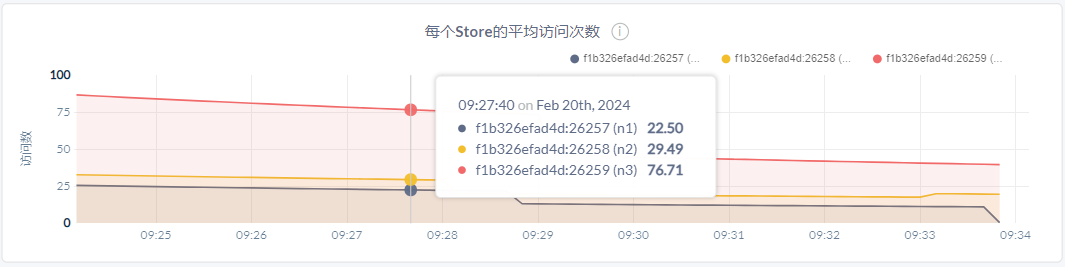 每个Store的平均访问次数
f1b326efad4d:26257 (... f1b326efad4d:26258 (... f1b326efad4d:26259 (...
100
75
50
25
0
访问数
09:27:40 on Feb 20th, 2024
f1b326efad4d:26257 (n1) 22.50
f1b326efad4d:26258 (n2) 29.49
f1b326efad4d:26259 (n3) 76.71
09:25 09:26 09:27 09:28 09:29 09:30 09:31 09:32 09:33 09:34